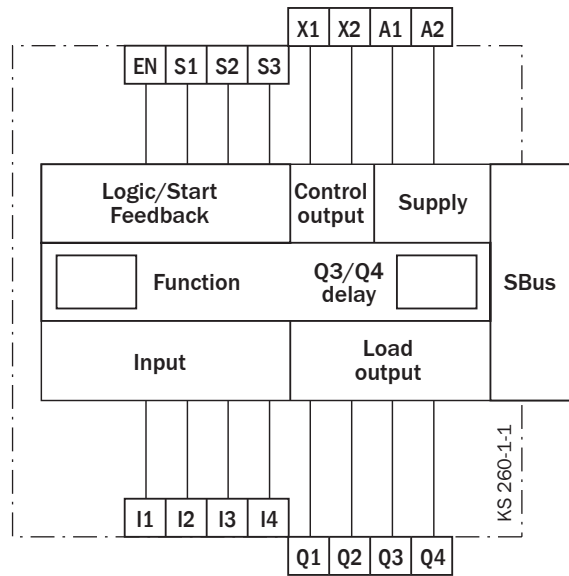 X1 X2 A1 A2
EN S1 S2 S3
Logic/Start
Feedback
Control
output
Supply
Function
Q3/Q4
delay
SBus
Input
Load
output
KS 260-1-1
I1 I2 I3 I4
Q1 Q2 Q3 Q4